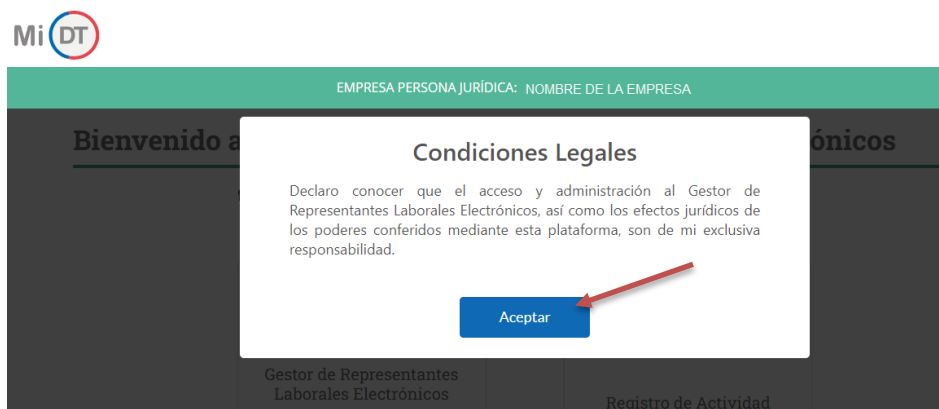 Mi DT
EMPRESA PERSONA JURÍDICA: NOMBRE DE LA EMPRESA
Bienvenido a
ónicos
Condiciones Legales
Declaro conocer que el acceso y administración al Gestor de
Representantes Laborales Electrónicos, así como los efectos jurídicos de
los poderes conferidos mediante esta plataforma, son de mi exclusiva
responsabilidad.
Aceptar
Gestor de Representantes
Laborales Electrónicos
Registro de Actividad